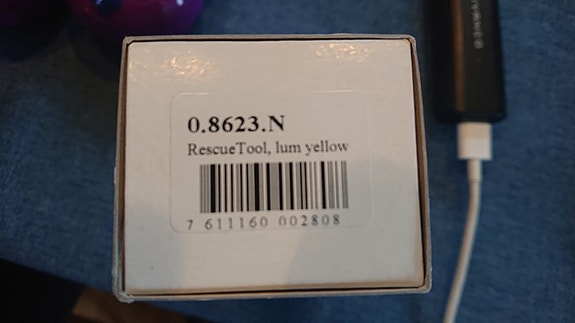 0.8623.N
RescueTool, lum yellow
7 611160 002808